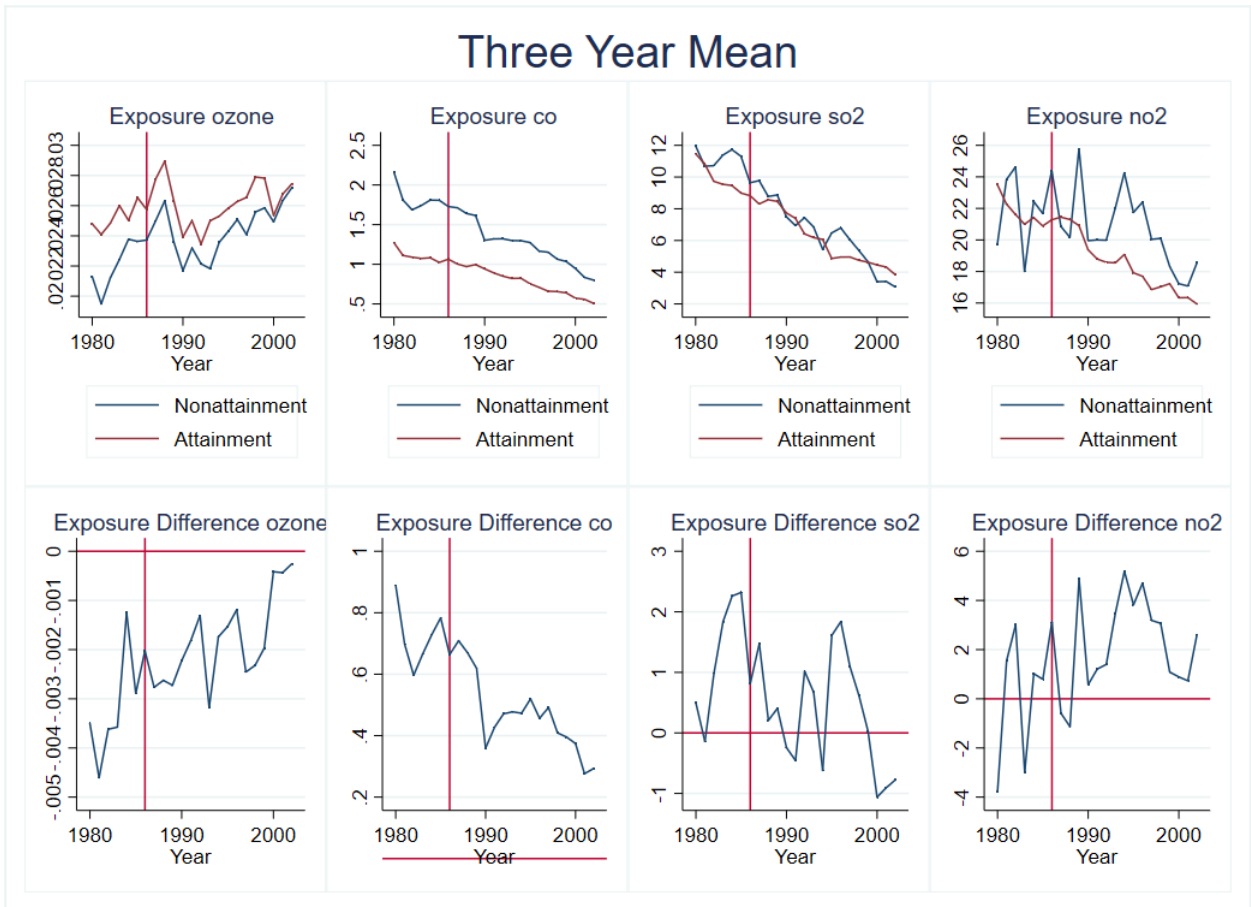 Three Year Mean
Exposure ozone
.02 .022 .024 .026 .028 .03
1980 1990 2000
Year
Nonattainment
Attainment
Exposure co
.5 1 1.5 2 2.5
1980 1990 2000
Year
Nonattainment
Attainment
Exposure so2
2 4 6 8 10 12
1980 1990 2000
Year
Nonattainment
Attainment
Exposure no2
16 18 20 22 24 26
1980 1990 2000
Year
Nonattainment
Attainment
Exposure Difference ozone
-.005 -.004 -.003 -.002 -.001 0
1980 1990 2000
Year
Exposure Difference co
.2 .4 .6 .8 1
1980 1990 2000
Year
Exposure Difference so2
-1 0 1 2 3
1980 1990 2000
Year
Exposure Difference no2
-4 -2 0 2 4 6
1980 1990 2000
Year